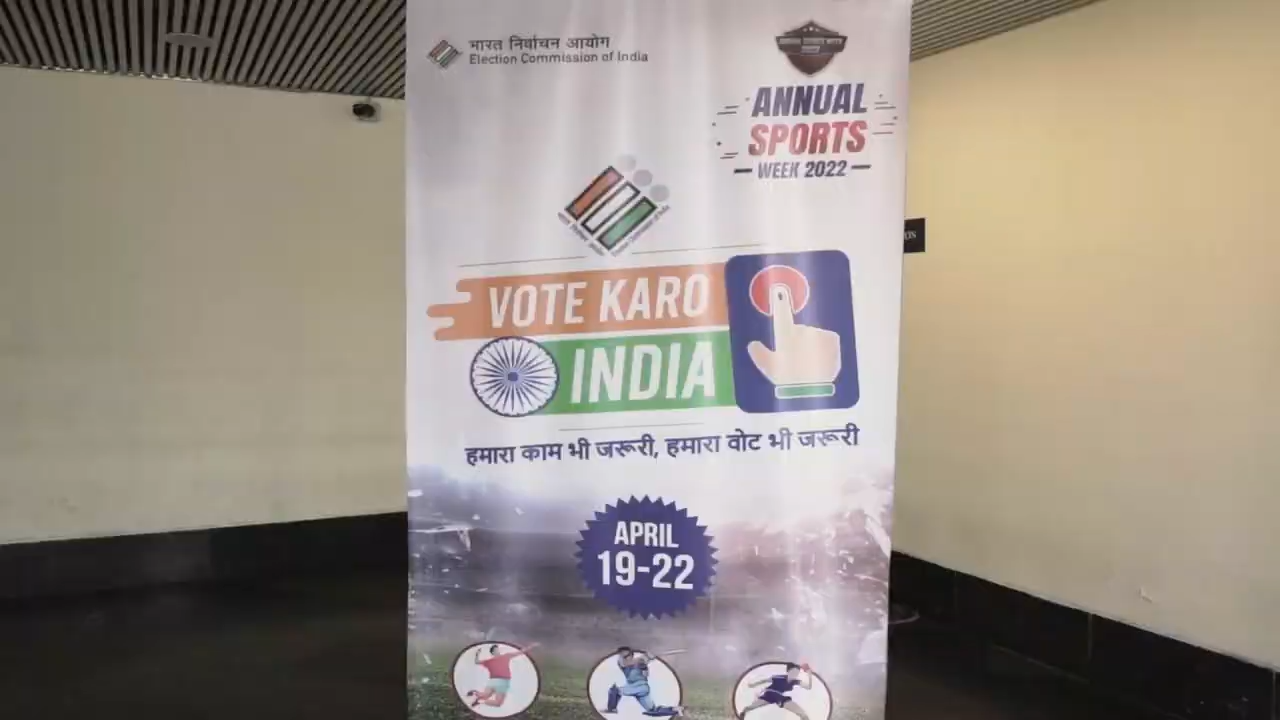 भारत निर्वाचन आयोग
Election Commission of India
ANNUAL
SPORTS
WEEK 2022
VOTE KARO
INDIA
हमारा काम भी जरूरी, हमारा वोट भी जरूरी
APRIL
19-22